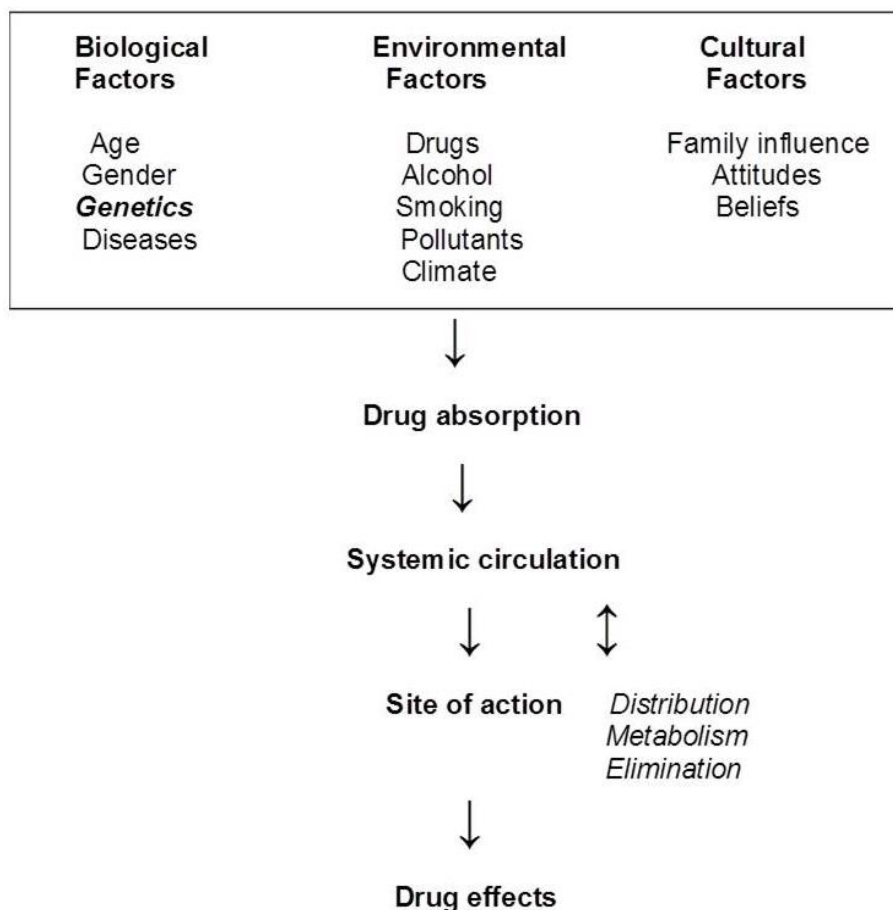 Biological
Factors
Age
Gender
Genetics
Diseases
Environmental
Factors
Drugs
Alcohol
Smoking
Pollutants
Climate
Cultural
Factors
Family influence
Attitudes
Beliefs
Drug absorption
Systemic circulation
Site of action
Distribution
Metabolism
Elimination
Drug effects